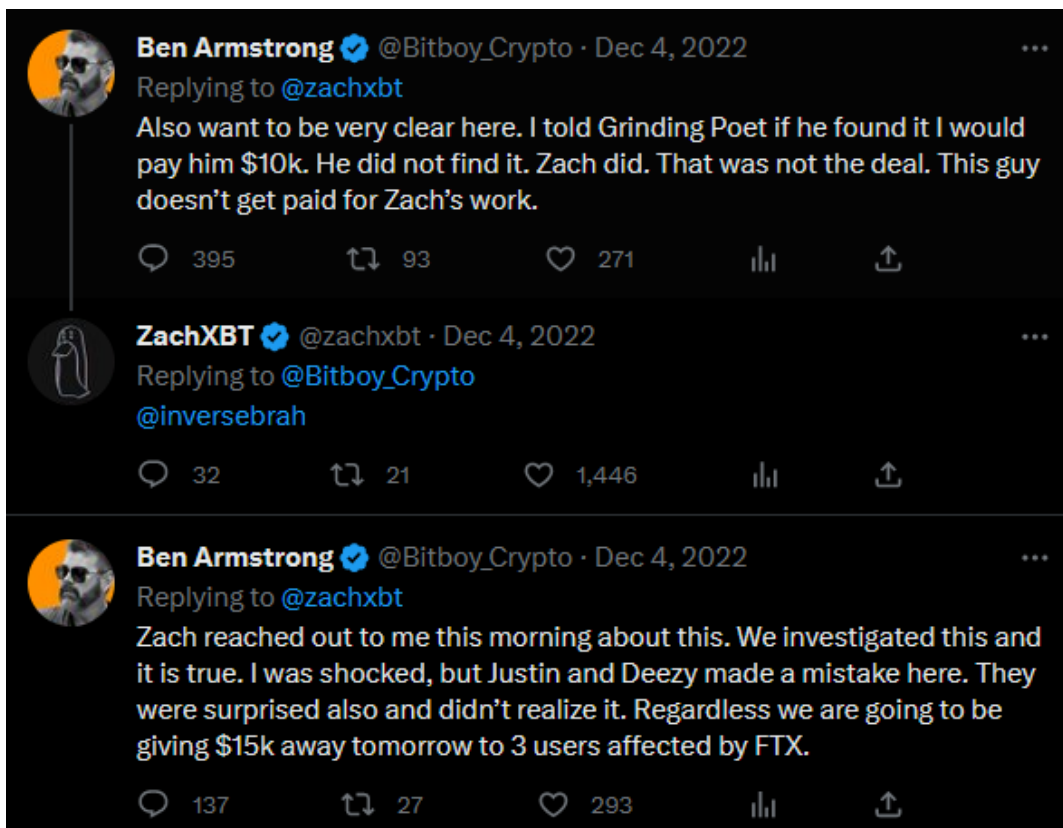 Ben Armstrong @Bitboy_Crypto · Dec 4, 2022
Replying to @zachxbt
Also want to be very clear here. I told Grinding Poet if he found it I would
pay him $10k. He did not find it. Zach did. That was not the deal. This guy
doesn’t get paid for Zach’s work.
395 93 271
ZachXBT @zachxbt · Dec 4, 2022
Replying to @Bitboy_Crypto
@inversebrah
32 21 1,446
Ben Armstrong @Bitboy_Crypto · Dec 4, 2022
Replying to @zachxbt
Zach reached out to me this morning about this. We investigated this and
it is true. I was shocked, but Justin and Deezy made a mistake here. They
were surprised also and didn’t realize it. Regardless we are going to be
giving $15k away tomorrow to 3 users affected by FTX.
137 27 293